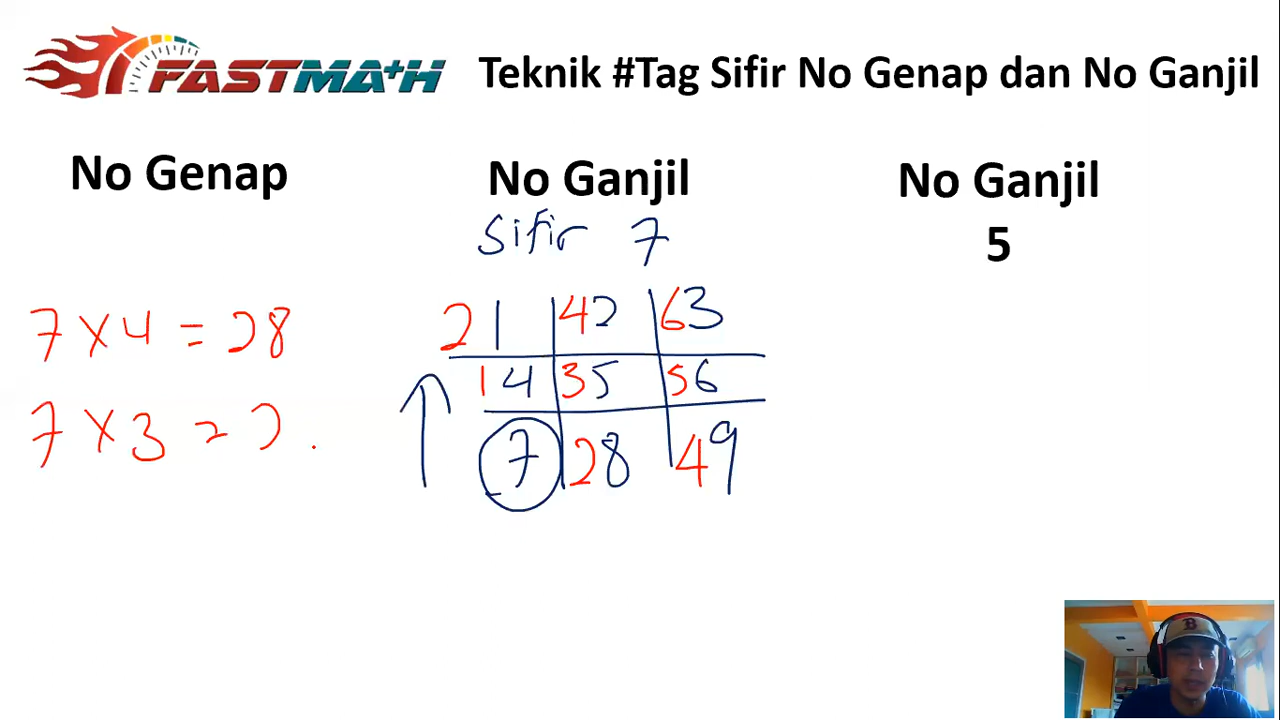 FASTMATH
Teknik #Tag Sifir No Genap dan No Ganjil
No Genap
7 x 4 = 28
7 x 3 = 2
No Ganjil
Sifir 7
21 42 63
14 35 56
7 28 49
No Ganjil
5
B